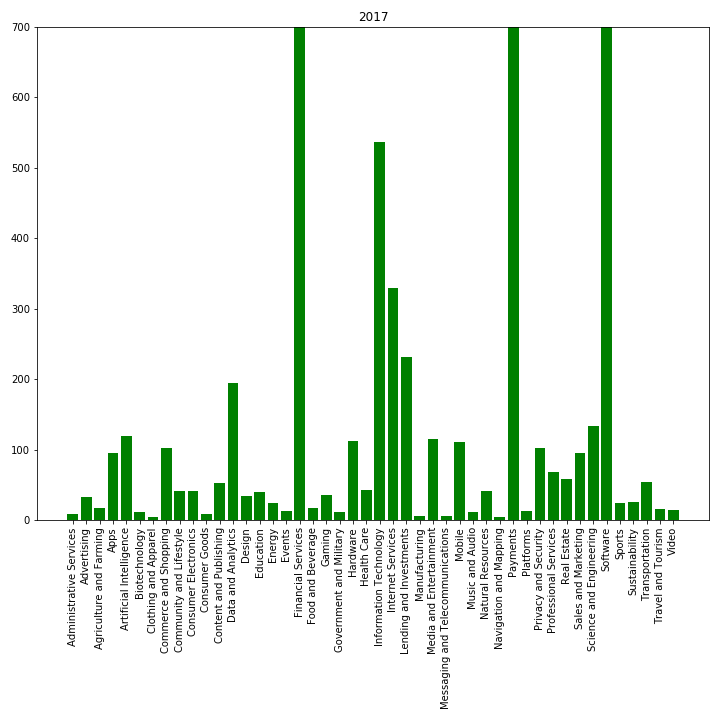 2017
700
600
500
400
300
200
100
0
Administrative Services
Advertising
Agriculture and Farming
Apps
Artificial Intelligence
Biotechnology
Clothing and Apparel
Commerce and Shopping
Community and Lifestyle
Consumer Electronics
Consumer Goods
Content and Publishing
Data and Analytics
Design
Education
Energy
Events
Financial Services
Food and Beverage
Gaming
Government and Military
Hardware
Health Care
Information Technology
Internet Services
Lending and Investments
Manufacturing
Media and Entertainment
Messaging and Telecommunications
Mobile
Music and Audio
Natural Resources
Navigation and Mapping
Payments
Platforms
Privacy and Security
Professional Services
Real Estate
Sales and Marketing
Science and Engineering
Software
Sports
Sustainability
Transportation
Travel and Tourism
Video